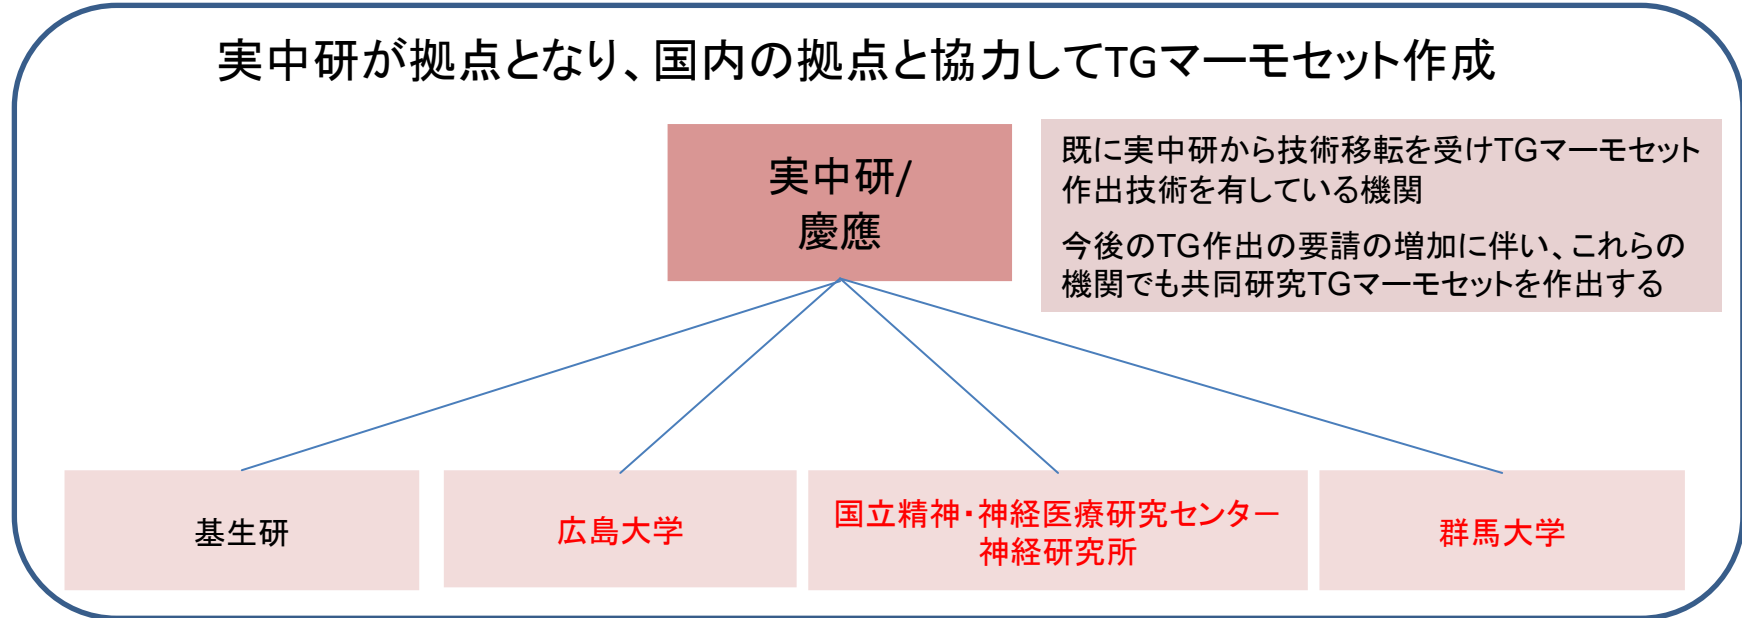 実中研が拠点となり、国内の拠点と協力してTGマーモセット作成
実中研/
慶應
既に実中研から技術移転を受けTGマーモセット
作出技術を有している機関
今後のTG作出の要請の増加に伴い、これらの
機関でも共同研究TGマーモセットを作出する
基生研
広島大学
国立精神・神経医療研究センター
神経研究所
群馬大学